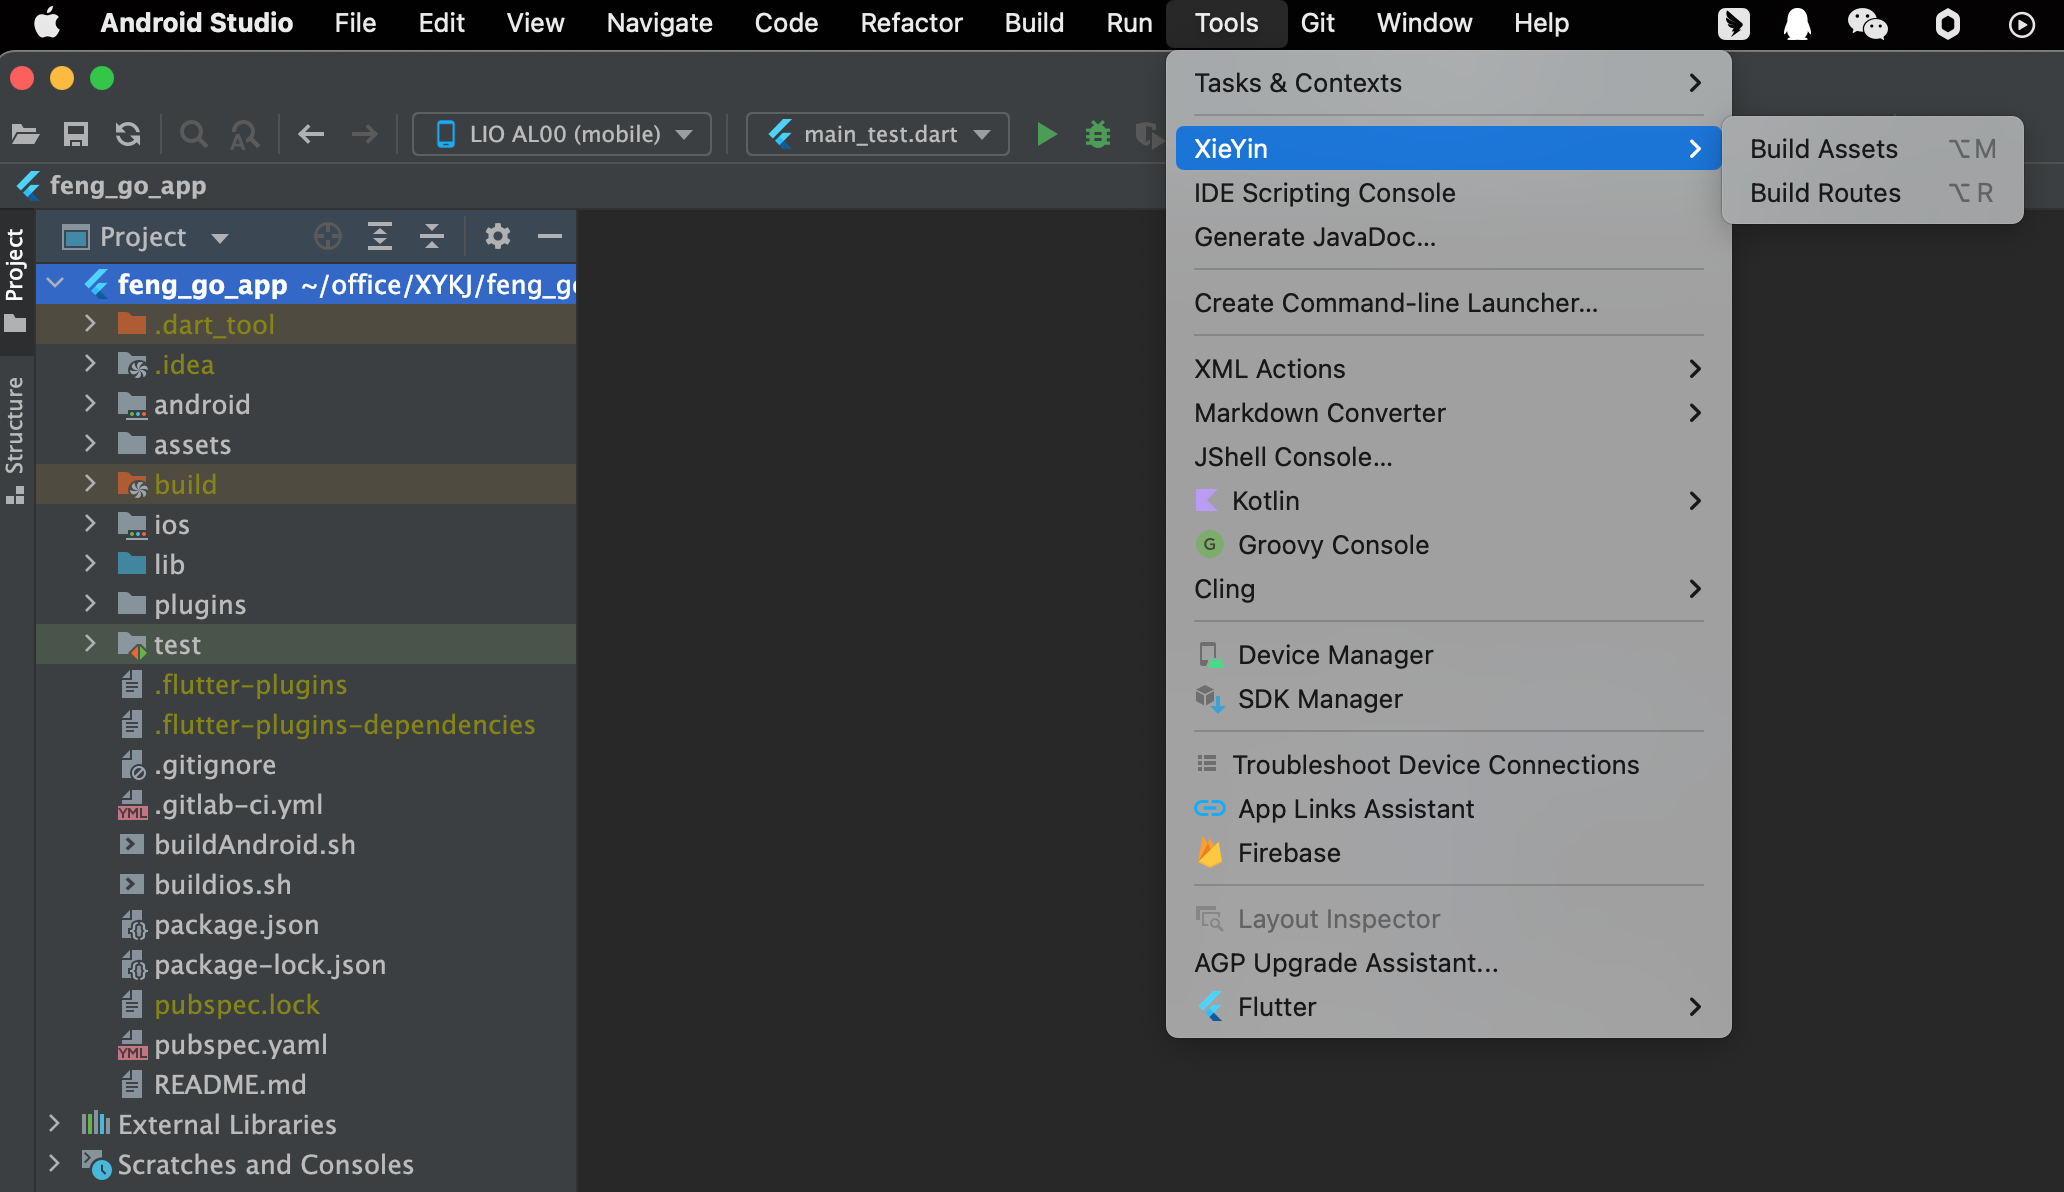 Android Studio File Edit View Navigate Code Refactor Build Run Tools Git Window Help
LIO AL00 (mobile) main_test.dart
feng_go_app
Project
Structure
Project
feng_go_app ~/office/XYKJ/feng_g
.dart_tool
.idea
android
assets
build
ios
lib
plugins
test
.flutter-plugins
.flutter-plugins-dependencies
.gitignore
.gitlab-ci.yml
buildAndroid.sh
buildios.sh
package.json
package-lock.json
pubspec.lock
pubspec.yaml
README.md
External Libraries
Scratches and Consoles
Tasks & Contexts
XieYin
IDE Scripting Console
Generate JavaDoc...
Create Command-line Launcher...
XML Actions
Markdown Converter
JShell Console...
Kotlin
G Groovy Console
Cling
Device Manager
SDK Manager
Troubleshoot Device Connections
App Links Assistant
Firebase
Layout Inspector
AGP Upgrade Assistant...
Flutter
Build Assets ⌥M
Build Routes ⌥R